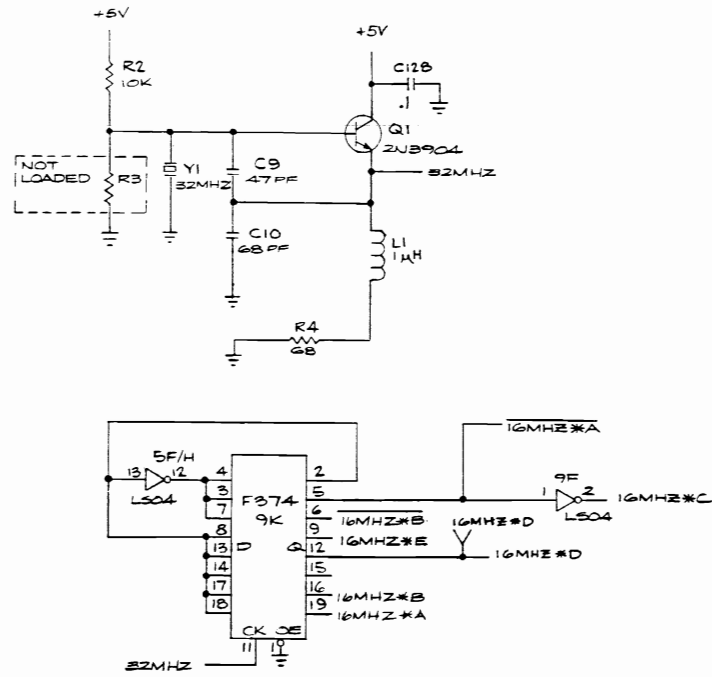 +5V
+5V
R2
10K
C128
.1
Q1
2N3904
NOT
LOADED
R3
Y1
32MHZ
C9
47PF
32MHZ
C10
68PF
L1
1µH
R4
68
16MHZ*A
5F/H
13
12
LS04
4
3
7
8
13
14
17
18
F374
9K
D
Q
CK
OE
11
1
2
5
6
9
12
15
16
19
16MHZ*B
16MHZ*E
16MHZ*D
16MHZ*D
16MHZ*B
16MHZ*A
9F
1
2
LS04
16MHZ*C
32MHZ